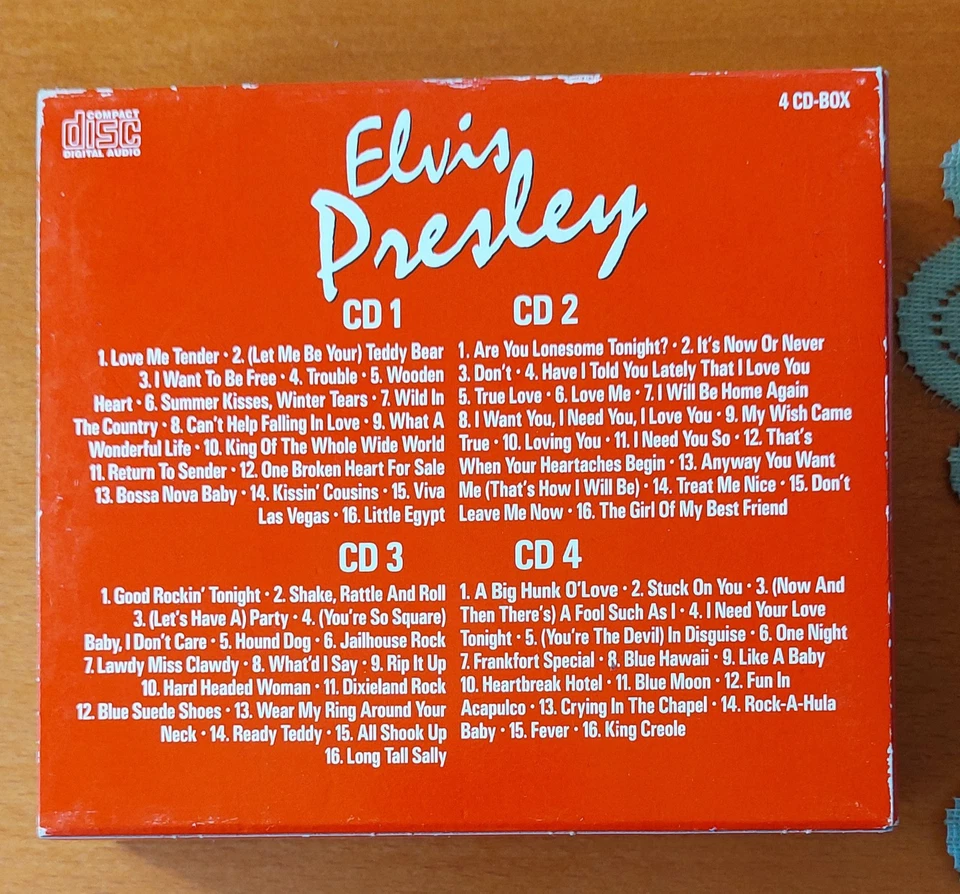 COMPACT
disc
DIGITAL AUDIO
4 CD-BOX
Elvis
Presley
CD 1
1. Love Me Tender · 2. (Let Me Be Your) Teddy Bear
3. I Want To Be Free · 4. Trouble · 5. Wooden
Heart · 6. Summer Kisses, Winter Tears · 7. Wild In
The Country · 8. Can't Help Falling In Love · 9. What A
Wonderful Life · 10. King Of The Whole Wide World
11. Return To Sender · 12. One Broken Heart For Sale
13. Bossa Nova Baby · 14. Kissin' Cousins · 15. Viva
Las Vegas · 16. Little Egypt
CD 2
1. Are You Lonesome Tonight? · 2. It's Now Or Never
3. Don't · 4. Have I Told You Lately That I Love You
5. True Love · 6. Love Me · 7. I Will Be Home Again
8. I Want You, I Need You, I Love You · 9. My Wish Came
True · 10. Loving You · 11. I Need You So · 12. That's
When Your Heartaches Begin · 13. Anyway You Want
Me (That's How I Will Be) · 14. Treat Me Nice · 15. Don't
Leave Me Now · 16. The Girl Of My Best Friend
CD 3
1. Good Rockin' Tonight · 2. Shake, Rattle And Roll
3. (Let's Have A) Party · 4. (You're So Square)
Baby, I Don't Care · 5. Hound Dog · 6. Jailhouse Rock
7. Lawdy Miss Clawdy · 8. What'd I Say · 9. Rip It Up
10. Hard Headed Woman · 11. Dixieland Rock
12. Blue Suede Shoes · 13. Wear My Ring Around Your
Neck · 14. Ready Teddy · 15. All Shook Up
16. Long Tall Sally
CD 4
1. A Big Hunk O'Love · 2. Stuck On You · 3. (Now And
Then There's) A Fool Such As I · 4. I Need Your Love
Tonight · 5. (You're The Devil) In Disguise · 6. One Night
7. Frankfort Special · 8. Blue Hawaii · 9. Like A Baby
10. Heartbreak Hotel · 11. Blue Moon · 12. Fun In
Acapulco · 13. Crying In The Chapel · 14. Rock-A-Hula
Baby · 15. Fever · 16. King Creole